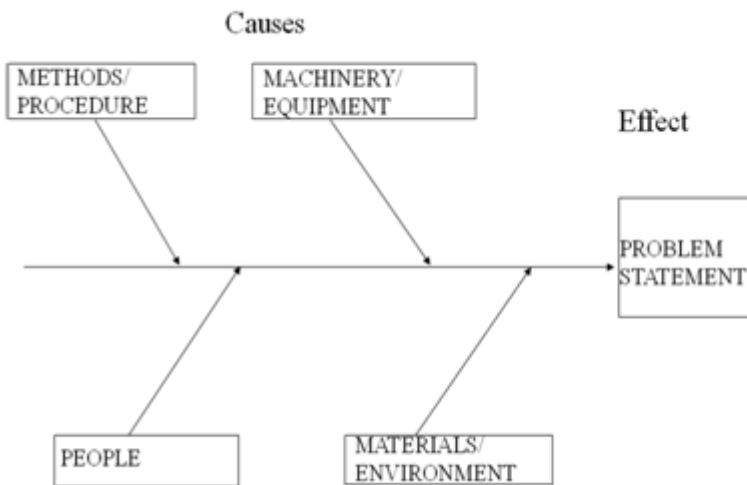 Causes
METHODS/
PROCEDURE
MACHINERY/
EQUIPMENT
Effect
PROBLEM
STATEMENT
PEOPLE
MATERIALS/
ENVIRONMENT